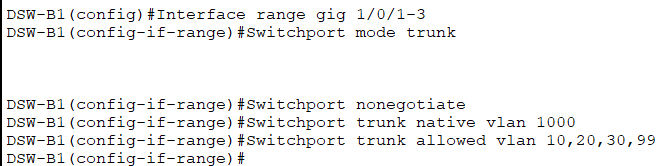 DSW-B1(config)#Interface range gig 1/0/1-3
DSW-B1(config-if-range)#Switchport mode trunk
DSW-B1(config-if-range)#Switchport nonegotiate
DSW-B1(config-if-range)#Switchport trunk native vlan 1000
DSW-B1(config-if-range)#Switchport trunk allowed vlan 10,20,30,99
DSW-B1(config-if-range)#